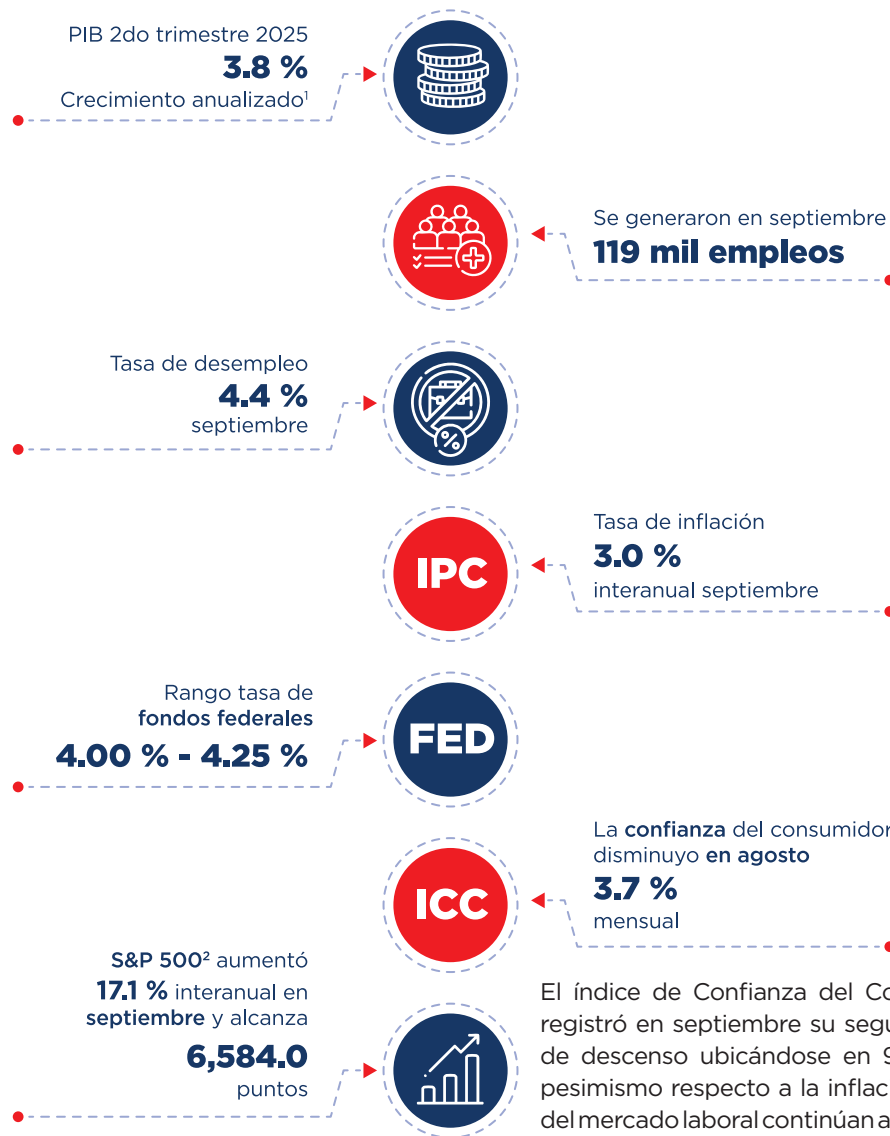 PIB 2do trimestre 2025
3.8 %
Crecimiento anualizado¹
Se generaron en septiembre
119 mil empleos
Tasa de desempleo
4.4 %
septiembre
IPC
Tasa de inflación
3.0 %
interanual septiembre
Rango tasa de
fondos federales
4.00 % - 4.25 %
FED
ICC
La confianza del consumidor
disminuyo en agosto
3.7 %
mensual
S&P 500² aumentó
17.1 % interanual en
septiembre y alcanza
6,584.0
puntos
El índice de Confianza del
registró en septiembre su
de descenso ubicándose en
pesimismo respecto a la
del mercado laboral continúan